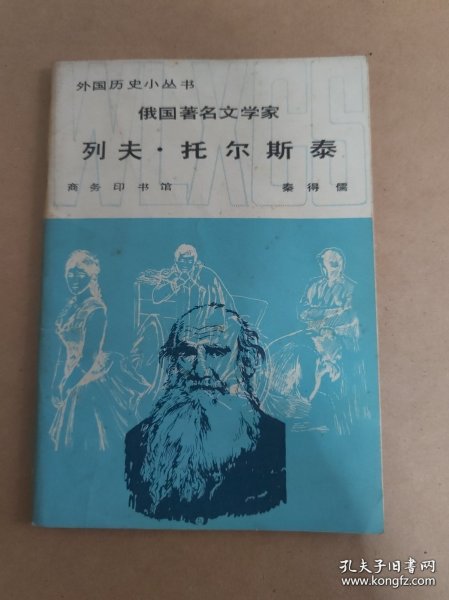 外国历史小丛书
俄国著名文学家
列夫·托尔斯泰
商务印书馆 秦得儒
WLXCS
孔夫子旧书网
www.kongfz.com